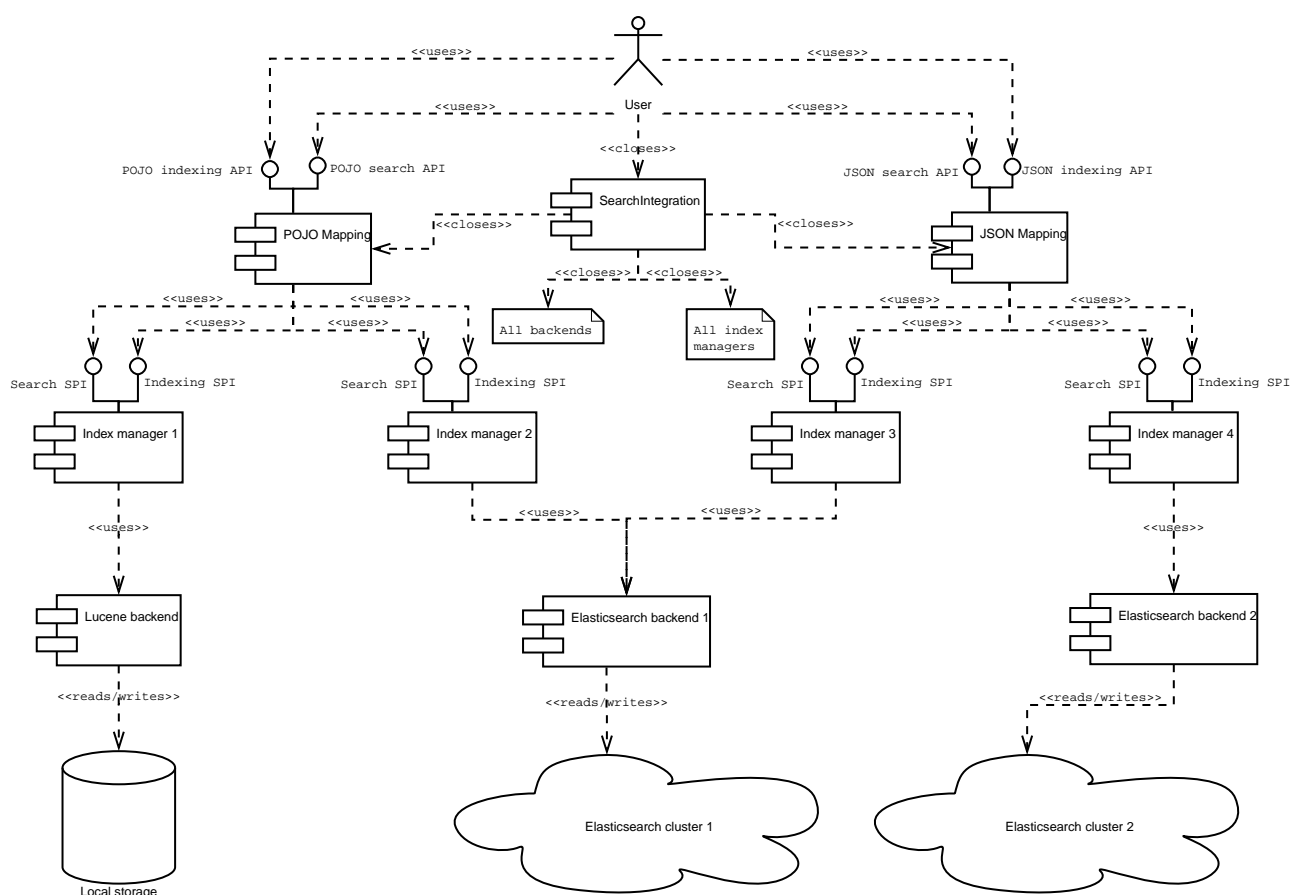 <<uses>>
<<uses>>
User
<<uses>>
<<uses>>
<<closes>>
POJO indexing API
POJO search API
JSON search API
JSON indexing API
SearchIntegration
<<closes>>
<<closes>>
POJO Mapping
JSON Mapping
<<closes>>
<<closes>>
<<uses>>
<<uses>>
<<uses>>
<<uses>>
All backends
All index
managers
<<uses>>
<<uses>>
<<uses>>
<<uses>>
Search SPI
Indexing SPI
Search SPI
Indexing SPI
Search SPI
Indexing SPI
Search SPI
Indexing SPI
Index manager 1
Index manager 2
Index manager 3
Index manager 4
<<uses>>
<<uses>>
<<uses>>
<<uses>>
Lucene backend
Elasticsearch backend 1
Elasticsearch backend 2
<<reads/writes>>
<<reads/writes>>
<<reads/writes>>
Elasticsearch cluster 1
Elasticsearch cluster 2
Local storage